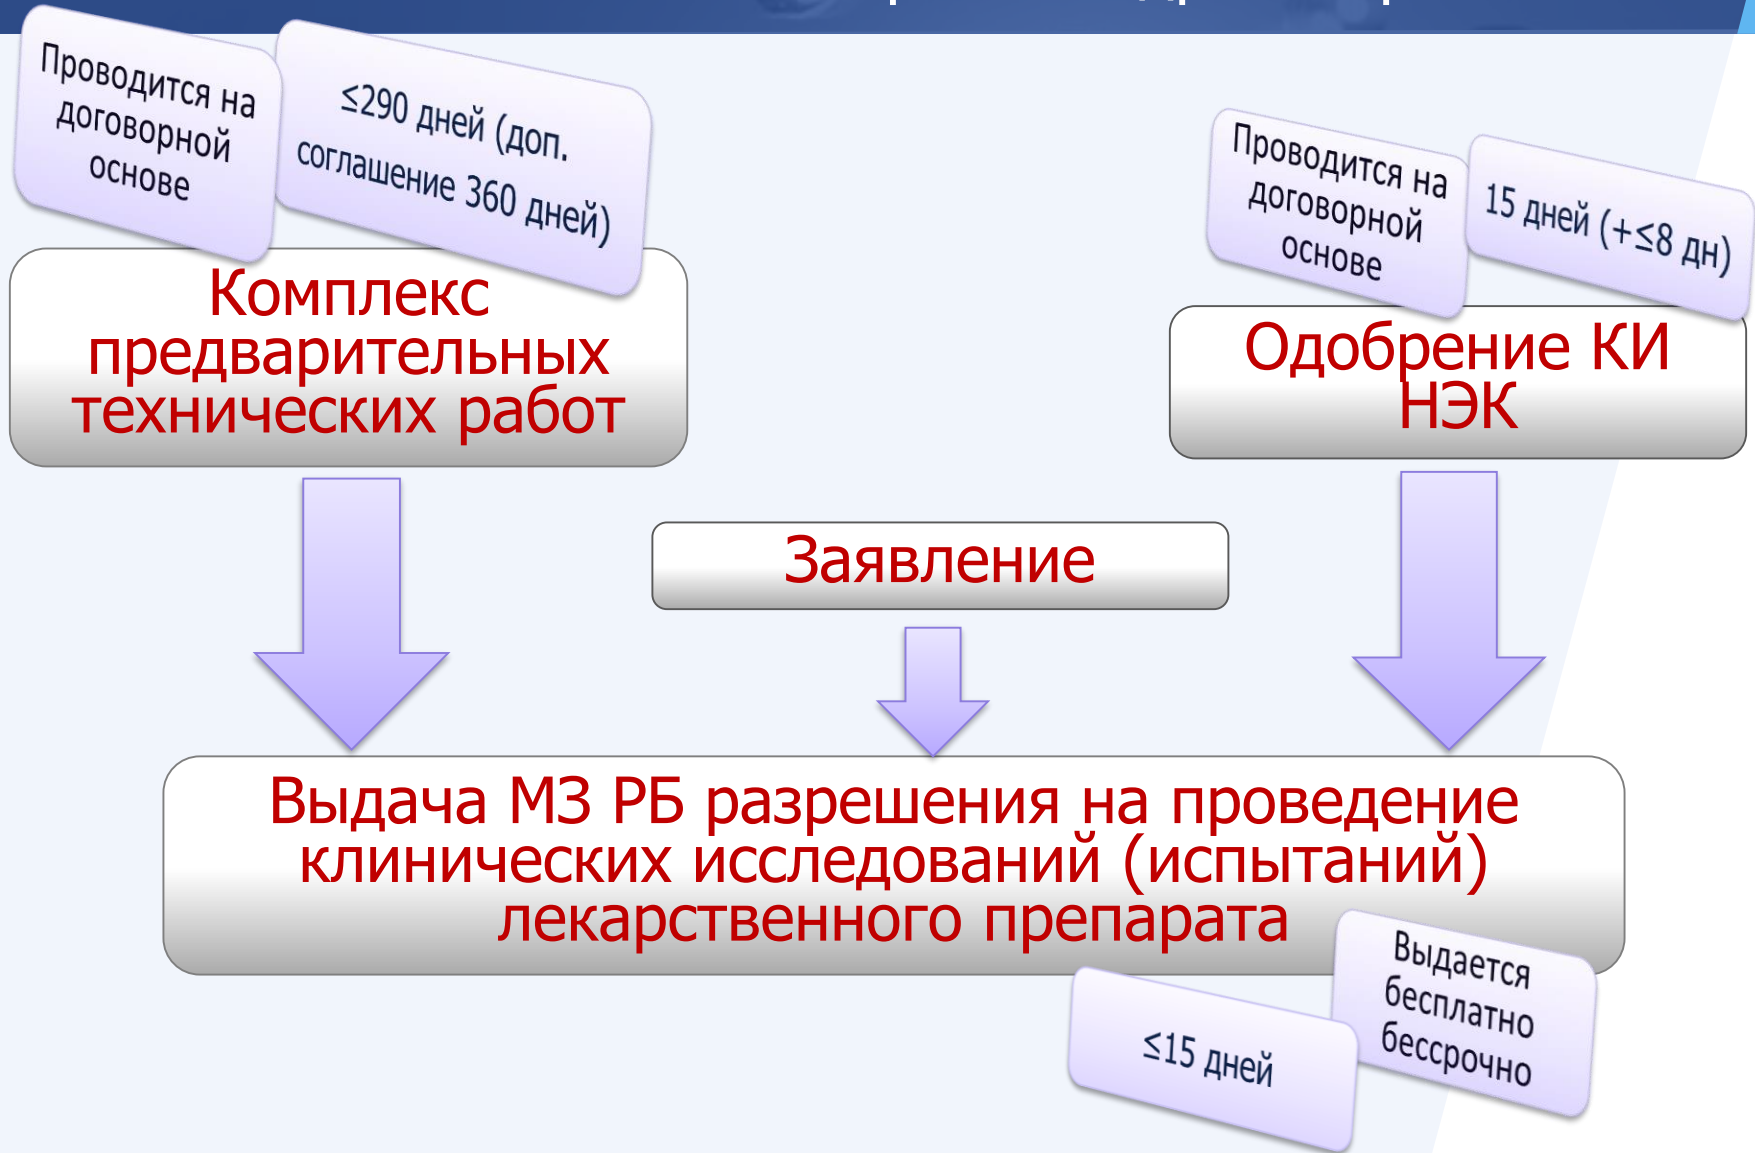 Проводится на
договорной
основе
≤290 дней (доп.
соглашение 360 дней)
Комплекс
предварительных
технических работ
Проводится на
договорной
основе
15 дней (+≤8 дн)
Одобрение КИ
НЭК
Заявление
Выдача МЗ РБ разрешения на проведение
клинических исследований (испытаний)
лекарственного препарата
≤15 дней
Выдается
бесплатно
бессрочно